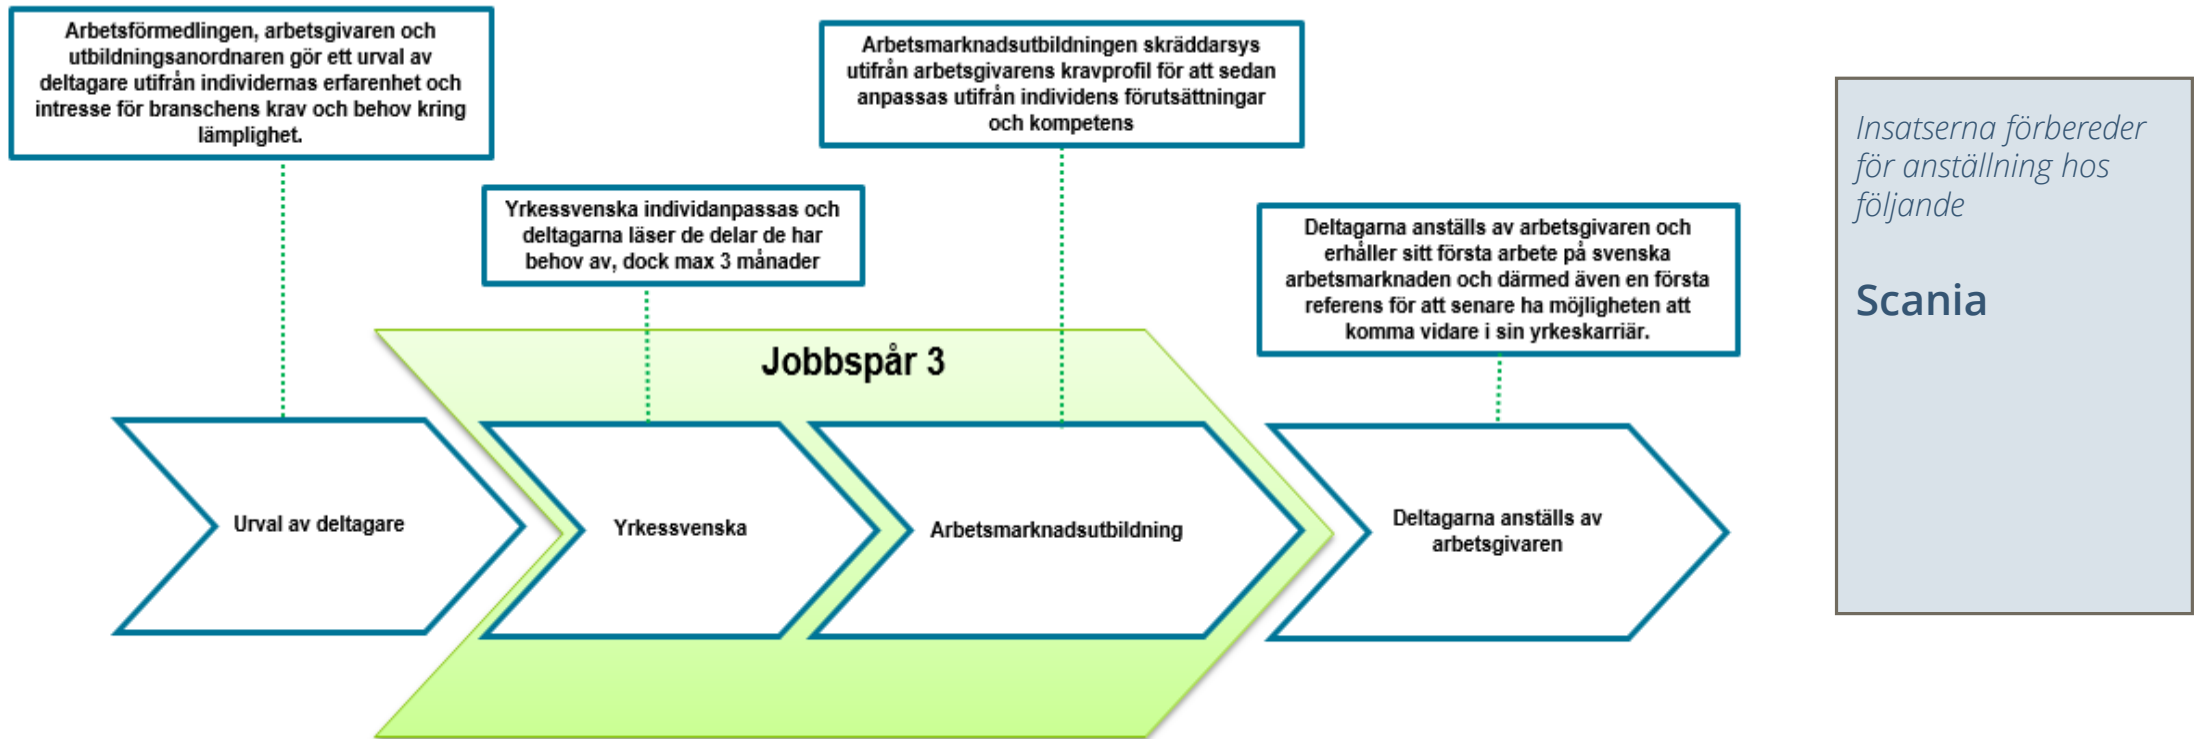 Arbetsförmedlingen, arbetsgivaren och
utbildningsanordnaren gör ett urval av
deltagare utifrån individernas erfarenhet och
intresse för branschens krav och behov kring
lämplighet.
Yrkessvenska individanpassas och
deltagarna läser de delar de har
behov av, dock max 3 månader
Arbetsmarknadsutbildningen skräddarsys
utifrån arbetsgivarens kravprofil för att sedan
anpassas utifrån individens förutsättningar
och kompetens
Deltagarna anställs av arbetsgivaren och
erhåller sitt första arbete på svenska
arbetsmarknaden och därmed även en första
referens för att senare ha möjligheten att
komma vidare i sin yrkeskarriär.
Insatserna förbereder
för anställning hos
följande
Scania
Jobbspår 3
Urval av deltagare
Yrkessvenska
Arbetsmarknadsutbildning
Deltagarna anställs av
arbetsgivaren